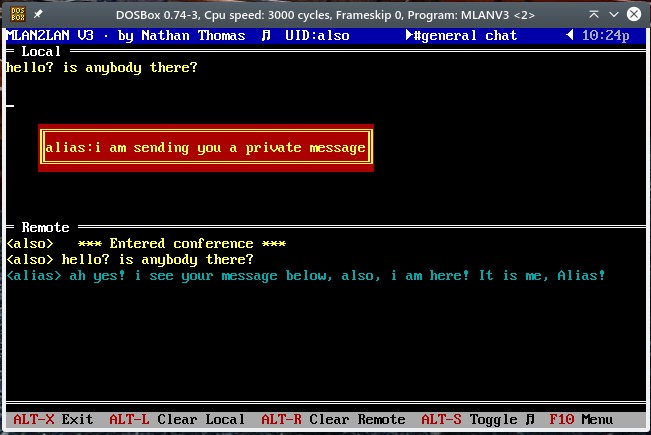 DOS
BOX
DOSBox 0.74-3, Cpu speed: 3000 cycles, Frameskip 0, Program: MLANV3 <2>
MLAN2LAN V3 · by Nathan Thomas ♫ UID:also ►#general chat ◄ 10:24p
Local
hello? is anybody there?
alias:i am sending you a private message
Remote
<also> *** Entered conference ***
<also> hello? is anybody there?
<alias> ah yes! i see your message below, also, i am here! It is me, Alias!
ALT-X Exit ALT-L Clear Local ALT-R Clear Remote ALT-S Toggle ♫ F10 Menu